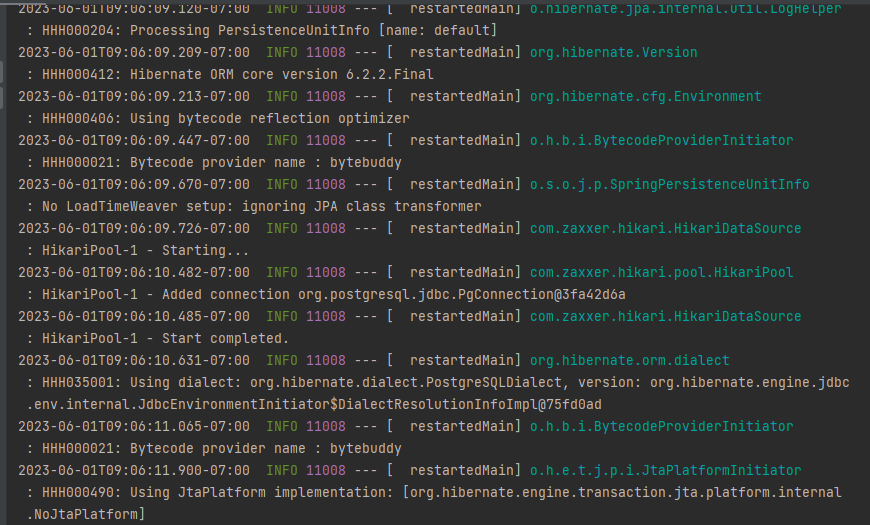 2023-06-01T09:06:09.120-07:00  INFO 11008 --- [  restartedMain] o.hibernate.jpa.internal.util.LogHelper
: HHH000204: Processing PersistenceUnitInfo [name: default]
2023-06-01T09:06:09.209-07:00  INFO 11008 --- [  restartedMain] org.hibernate.Version
: HHH000412: Hibernate ORM core version 6.2.2.Final
2023-06-01T09:06:09.213-07:00  INFO 11008 --- [  restartedMain] org.hibernate.cfg.Environment
: HHH000406: Using bytecode reflection optimizer
2023-06-01T09:06:09.447-07:00  INFO 11008 --- [  restartedMain] o.h.b.i.BytecodeProviderInitiator
: HHH000021: Bytecode provider name : bytebuddy
2023-06-01T09:06:09.670-07:00  INFO 11008 --- [  restartedMain] o.s.o.j.p.SpringPersistenceUnitInfo
: No LoadTimeWeaver setup: ignoring JPA class transformer
2023-06-01T09:06:09.726-07:00  INFO 11008 --- [  restartedMain] com.zaxxer.hikari.HikariDataSource
: HikariPool-1 - Starting...
2023-06-01T09:06:10.482-07:00  INFO 11008 --- [  restartedMain] com.zaxxer.hikari.pool.HikariPool
: HikariPool-1 - Added connection org.postgresql.jdbc.PgConnection@3fa42d6a
2023-06-01T09:06:10.485-07:00  INFO 11008 --- [  restartedMain] com.zaxxer.hikari.HikariDataSource
: HikariPool-1 - Start completed.
2023-06-01T09:06:10.631-07:00  INFO 11008 --- [  restartedMain] org.hibernate.orm.dialect
: HHH035001: Using dialect: org.hibernate.dialect.PostgreSQLDialect, version: org.hibernate.engine.jdbc
.env.internal.JdbcEnvironmentInitiator$DialectResolutionInfoImpl@75fd0ad
2023-06-01T09:06:11.065-07:00  INFO 11008 --- [  restartedMain] o.h.b.i.BytecodeProviderInitiator
: HHH000021: Bytecode provider name : bytebuddy
2023-06-01T09:06:11.900-07:00  INFO 11008 --- [  restartedMain] o.h.e.t.j.p.i.JtaPlatformInitiator
: HHH000490: Using JtaPlatform implementation: [org.hibernate.engine.transaction.jta.platform.internal
.NoJtaPlatform]